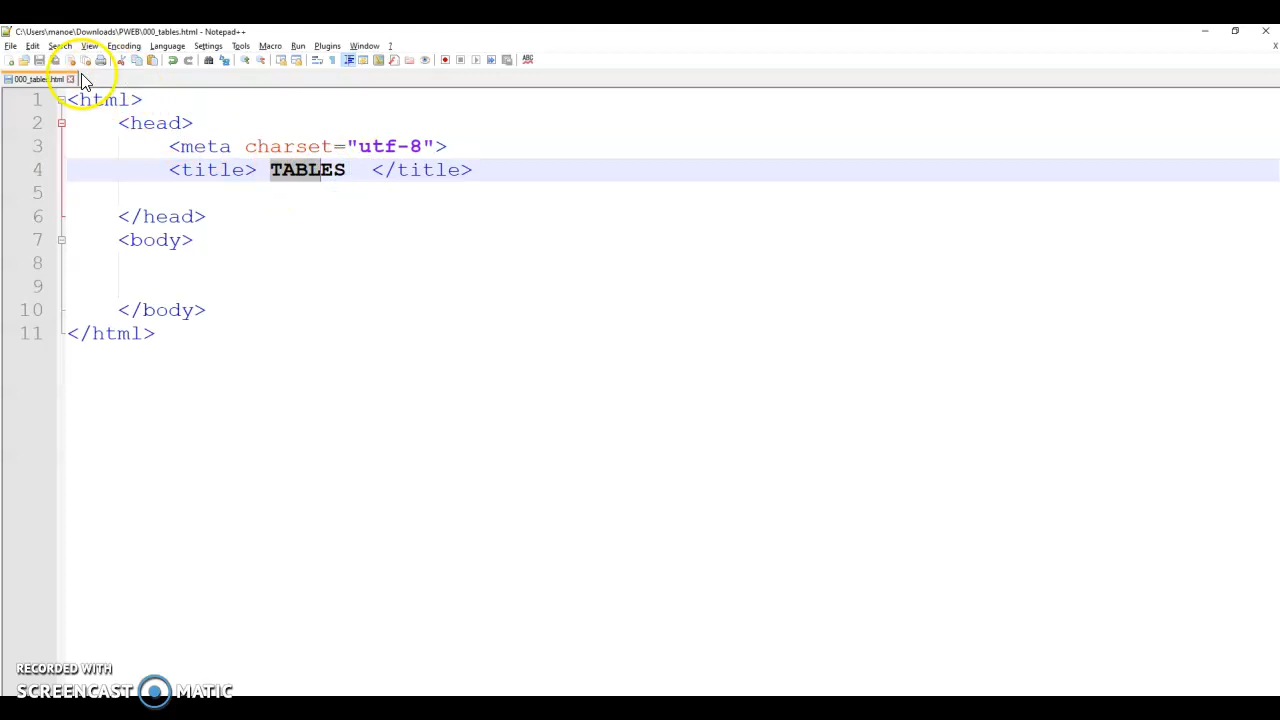 C:\Users\manoe\Downloads\PWEB\000_tables.html - Notepad++
File Edit Search View Encoding Language Settings Tools Macro Run Plugins Window ? X
000_tables.html
1 <html>
2 <head>
3 <meta charset="utf-8">
4 <title> TABLES </title>
5
6 </head>
7 <body>
8
9
10 </body>
11 </html>
RECORDED WITH
SCREENCAST MATIC